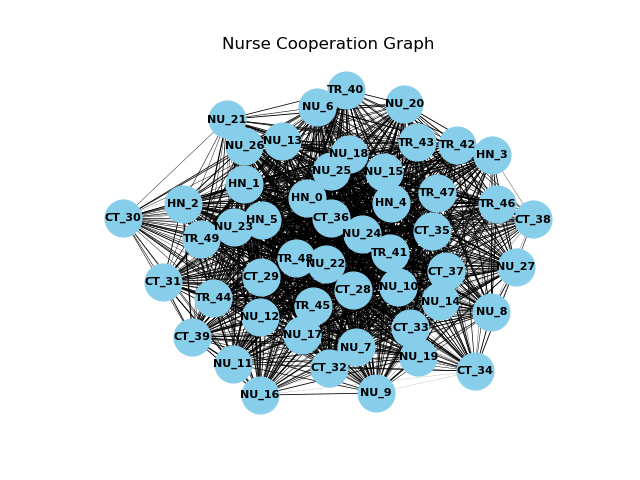 Nurse Cooperation Graph
TR_40
NU_6
NU_20
NU_21
NU_13
TR_43
NU_26
TR_42
NU_18
HN_3
NU_25
NU_15
HN_1
TR_47
HN_0
HN_2
HN_4
TR_46
CT_30
CT_36
CT_38
HN_5
NU_23
CT_35
NU_24
TR_49
TR_41
TR_48
NU_22
NU_27
CT_37
CT_29
CT_31
NU_10
CT_28
TR_44
NU_14
TR_45
NU_8
NU_12
CT_33
NU_17
CT_39
NU_7
NU_19
NU_11
CT_32
CT_34
NU_9
NU_16